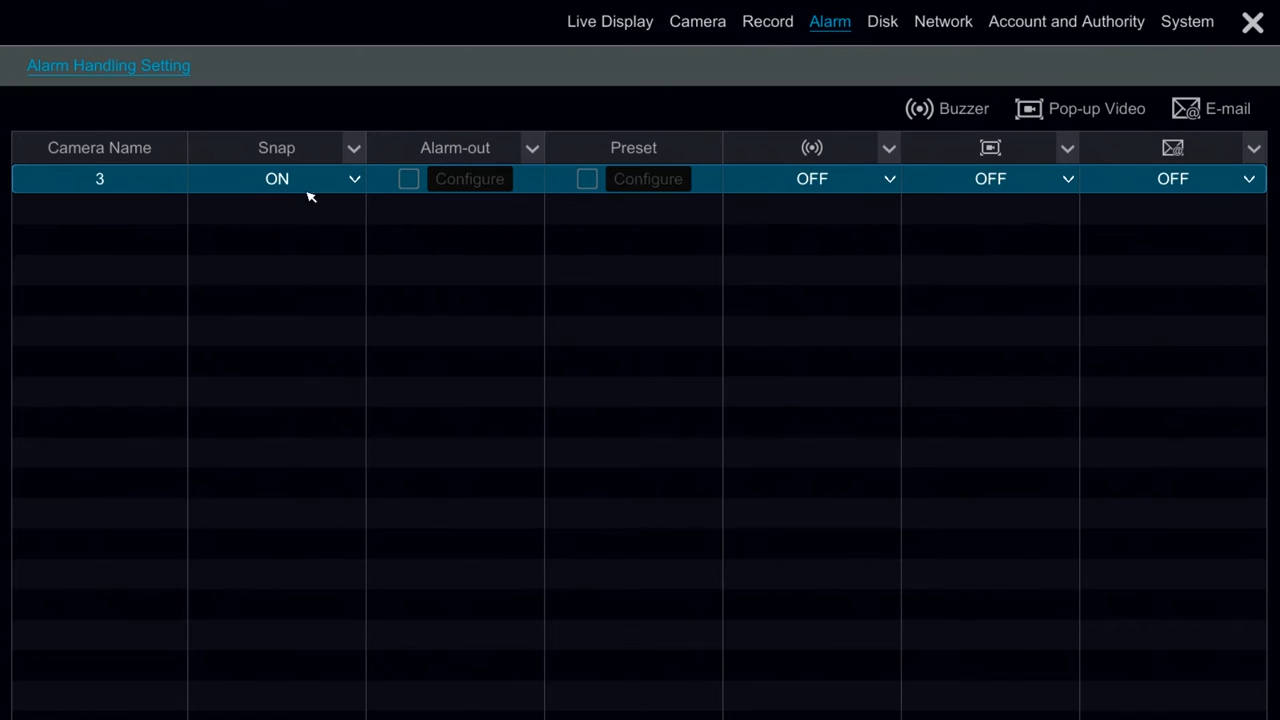 Live Display Camera Record Alarm Disk Network Account and Authority System
Alarm Handling Setting
Buzzer Pop-up Video E-mail
Camera Name Snap Alarm-out Preset
3 ON Configure Configure OFF OFF OFF